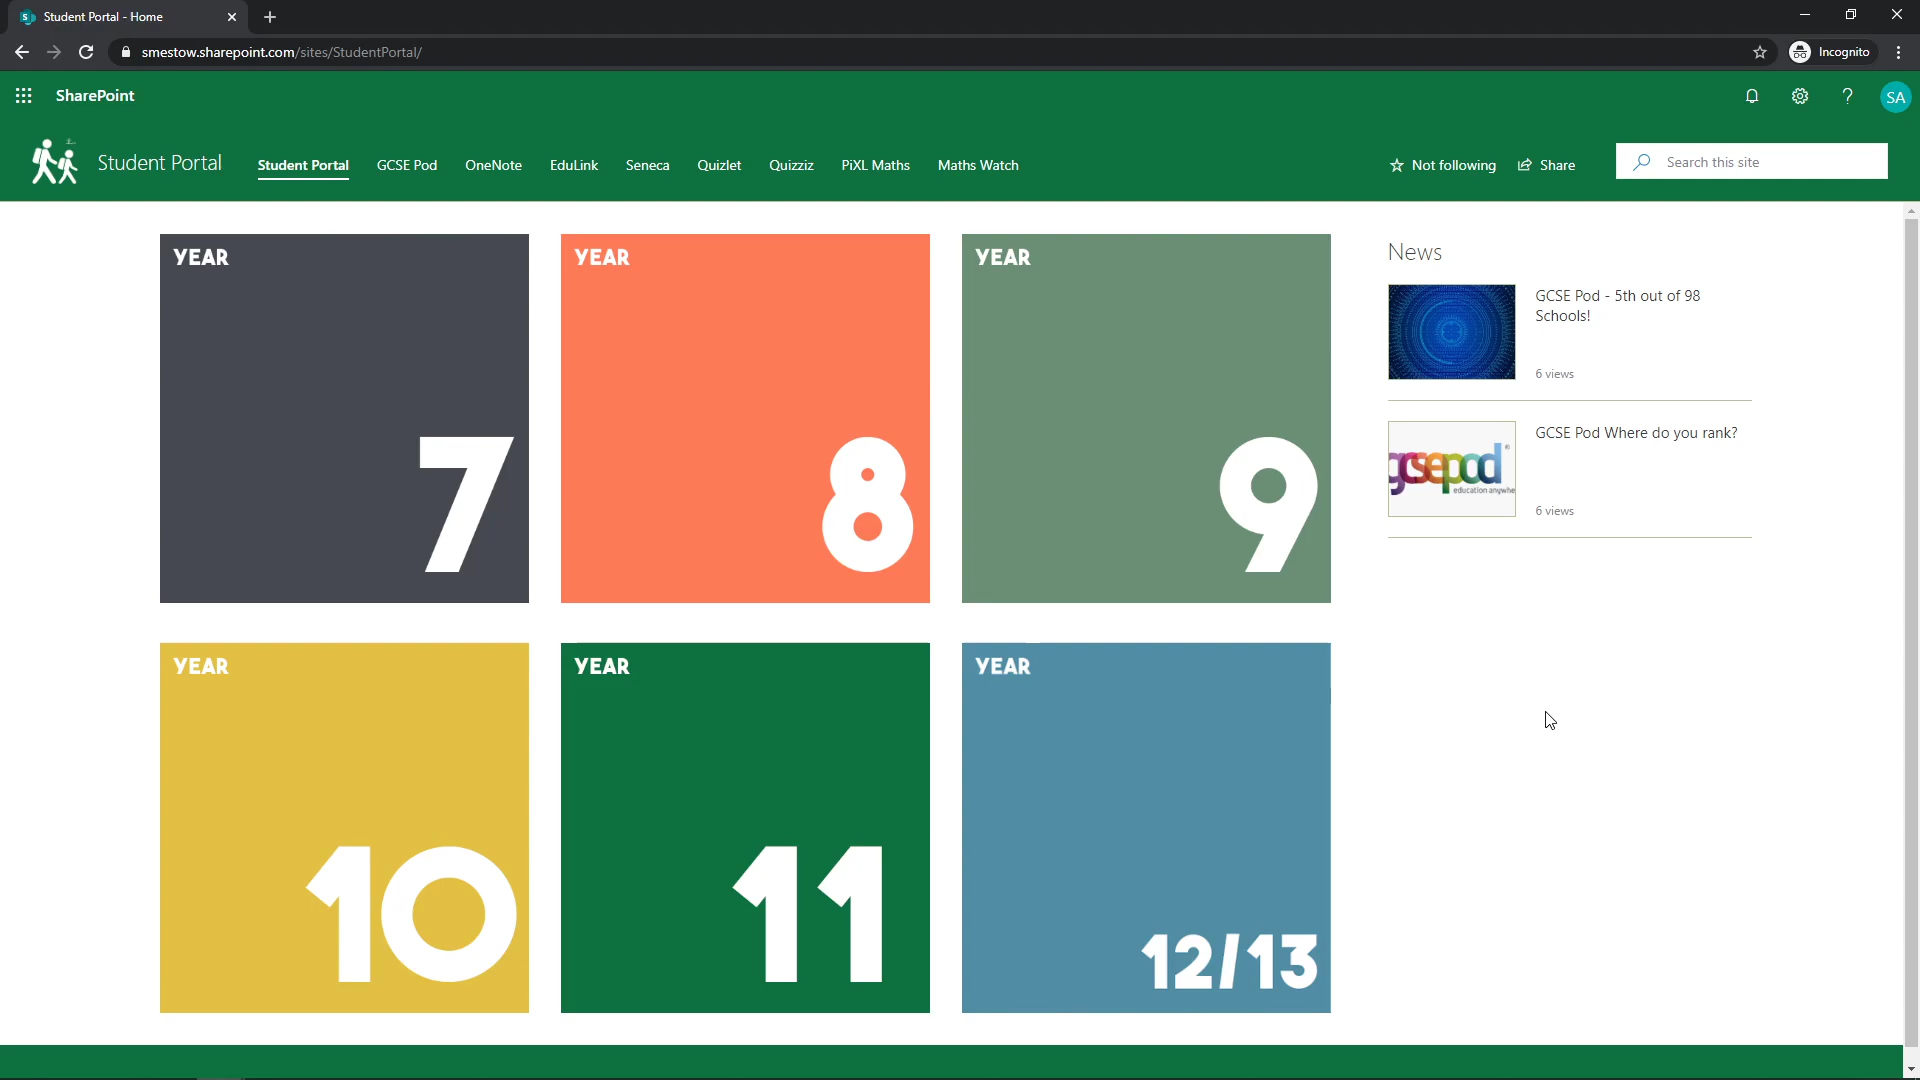 Student Portal - Home
smestow.sharepoint.com/sites/StudentPortal/
Incognito
SharePoint
SA
Student Portal
Student Portal GCSE Pod OneNote EduLink Seneca Quizlet Quizziz PiXL Maths Maths Watch
Not following Share Search this site
YEAR
7
YEAR
8
YEAR
9
YEAR
10
YEAR
11
YEAR
12/13
News
GCSE Pod - 5th out of 98
Schools!
6 views
gcsepod
education anywhe
GCSE Pod Where do you rank?
6 views